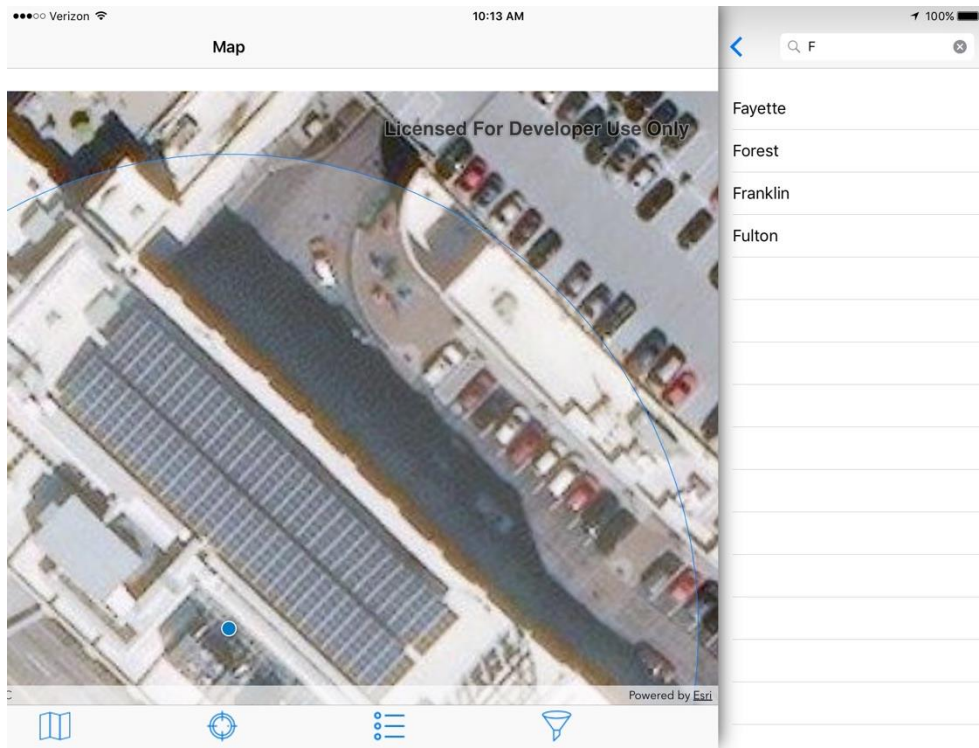 Verizon
10:13 AM
100%
Map
F
Licensed For Developer Use Only
Fayette
Forest
Franklin
Fulton
C
Powered by Esri